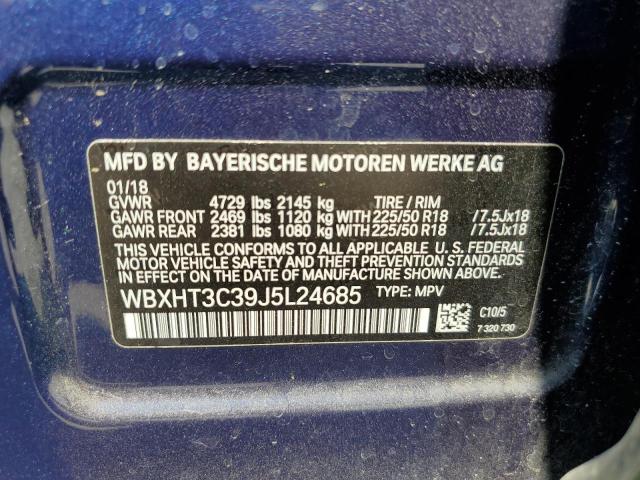 MFD BY BAYERISCHE MOTOREN WERKE AG
01/18
GVWR 4729 lbs 2145 kg TIRE / RIM
GAWR FRONT 2469 lbs 1120 kg WITH 225/50 R18 /7.5Jx18
GAWR REAR 2381 lbs 1080 kg WITH 225/50 R18 /7.5Jx18
THIS VEHICLE CONFORMS TO ALL APPLICABLE U. S. FEDERAL
MOTOR VEHICLE SAFETY, BUMPER, AND THEFT PREVENTION STANDARDS
IN EFFECT ON THE DATE OF MANUFACTURE SHOWN ABOVE.
WBXHT3C39J5L24685 TYPE: MPV
C10/5
7 320 730